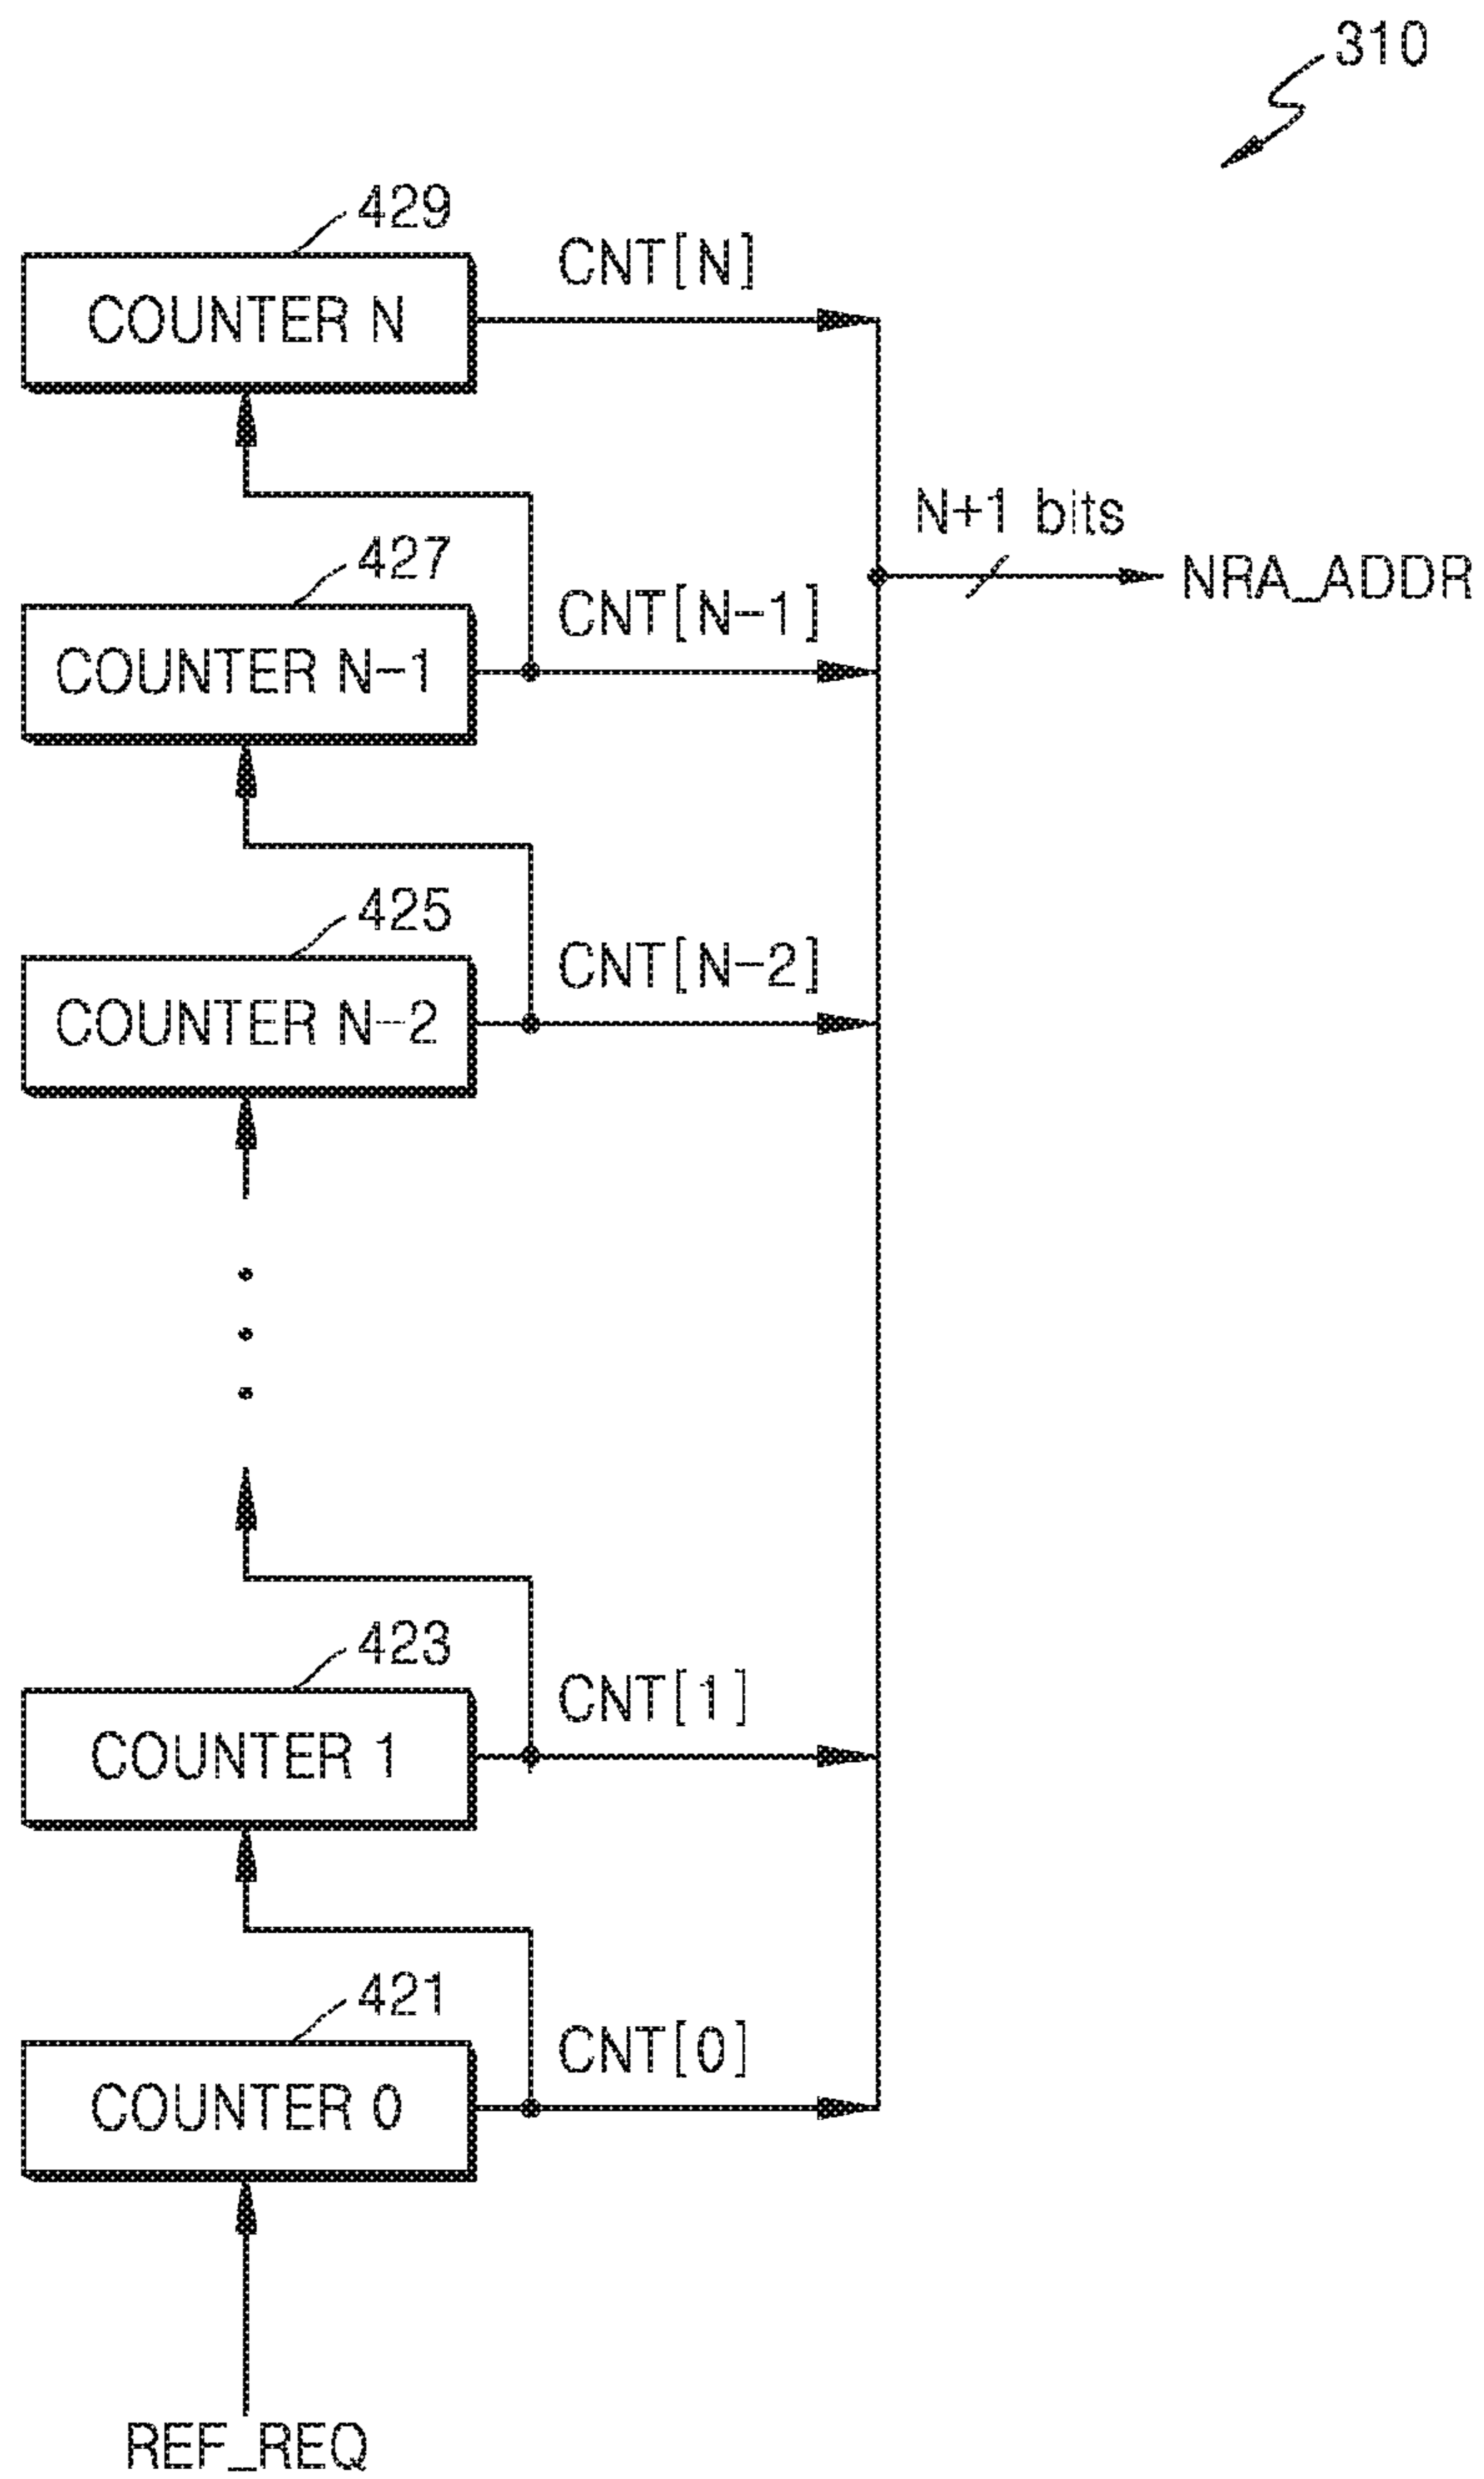 310
429
CNT[N]
COUNTER N
N+1 bits
NRA_ADDR
427
CNT[N-1]
COUNTER N-1
425
CNT[N-2]
COUNTER N-2
423
CNT[1]
COUNTER 1
421
CNT[0]
COUNTER 0
REF_REQ